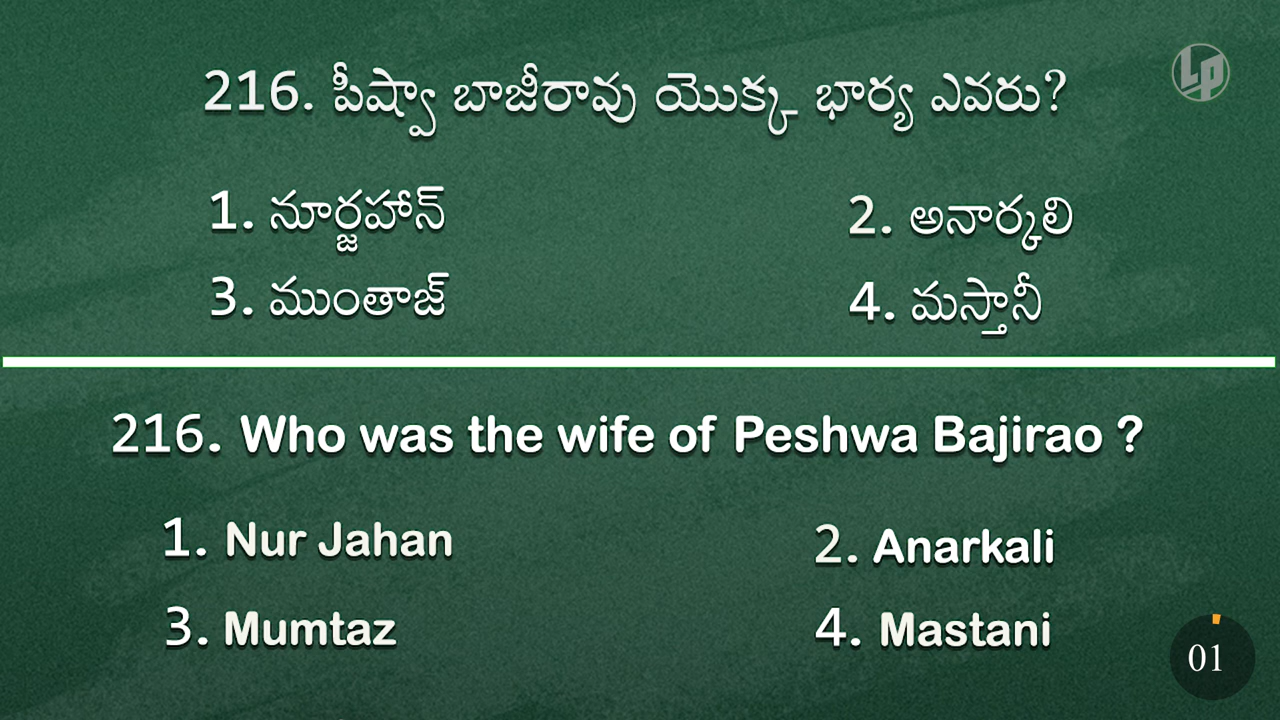 216. పీష్వా బాజీరావు యొక్క భార్య ఎవరు?
1. నూర్జహాన్ 2. అనార్కలి
3. ముంతాజ్ 4. మస్తానీ
216. Who was the wife of Peshwa Bajirao ?
1. Nur Jahan 2. Anarkali
3. Mumtaz 4. Mastani
LP
01